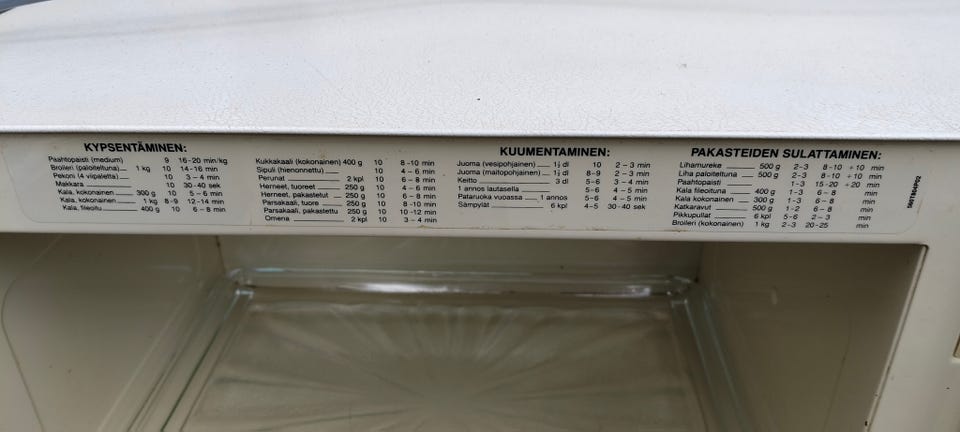 KYPSENTÄMINEN:
Paahtopaisti (medium) 9 16-20 min/kg
Broileri (paloiteltuna) 1 kg 10 14-16 min
Pekoni (4 viipaletta) 10 3-4 min
Makkara 10 30-40 sek
Kala, kokonainen 300 g 10 5-6 min
Kala, kokonainen 1 kg 8-9 12-14 min
Kala, fileoitu 400 g 10 6-8 min
Kukkakaali (kokonainen) 400 g 10 8-10 min
Sipuli (hienonnettu) 10 4-6 min
Perunat 2 kpl 10 6-8 min
Herneet, tuoreet 250 g 10 4-6 min
Herneet, pakastetut 250 g 10 6-8 min
Parsakaali, tuore 250 g 10 8-10 min
Parsakaali, pakastettu 250 g 10 10-12 min
Omena 2 kpl 10 3-4 min
KUUMENTAMINEN:
Juoma (vesipohjainen) 1½ dl 10 2-3 min
Juoma (maitopohjainen) 1½ dl 8-9 2-3 min
Keitto 3 dl 5-6 3-4 min
1 annos lautasella 5-6 4-5 min
Pataruoka vuoassa 1 annos 5-6 4-5 min
Sämpylät 6 kpl 4-5 30-40 sek
PAKASTEIDEN SULATTAMINEN:
Lihamureke 500 g 2-3 8-10 +10 min
Liha paloiteltuna 500 g 2-3 8-10 +10 min
Paahtopaisti 1-3 15-20 +20 min
Kala fileoituna 400 g 1-3 6-8 min
Kala kokonainen 300 g 1-3 6-8 min
Katkaravut 500 g 1-2 6-8 min
Pikkupullat 6 kpl 5-6 2-3 min
Broileri (kokonainen) 1 kg 2-3 20-25 min